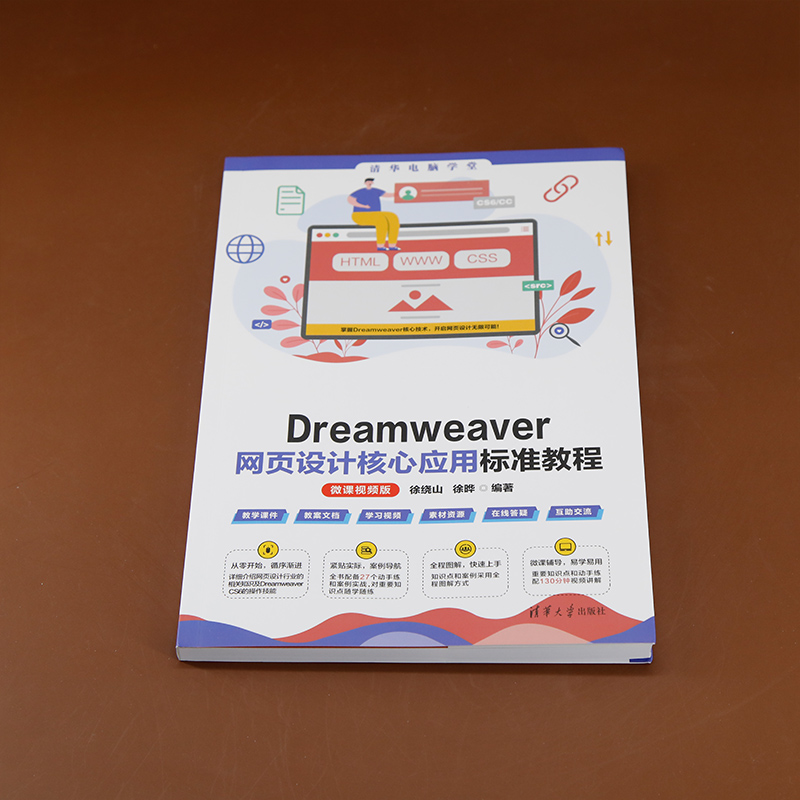 清华电脑学堂
CS6/CC
HTML WWW CSS
<src>
</>
掌握Dreamweaver核心技术，开启网页设计无限可能！
Dreamweaver
网页设计核心应用标准教程
微课视频版 徐绕山 徐晔 编著
教学课件 教案文档 学习视频 素材资源 在线答疑 互助交流
从零开始，循序渐进
详细介绍网页设计行业的
相关知识及Dreamweaver
CS6的操作技能
紧贴实际，案例导航
全书配备27个动手练
和案例实战，对重要知
识点随学随练
全程图解，快速上手
知识点和案例采用全
程图解方式
微课辅导，易学易用
重要知识点和动手练
配130分钟视频讲解
清华大学出版社